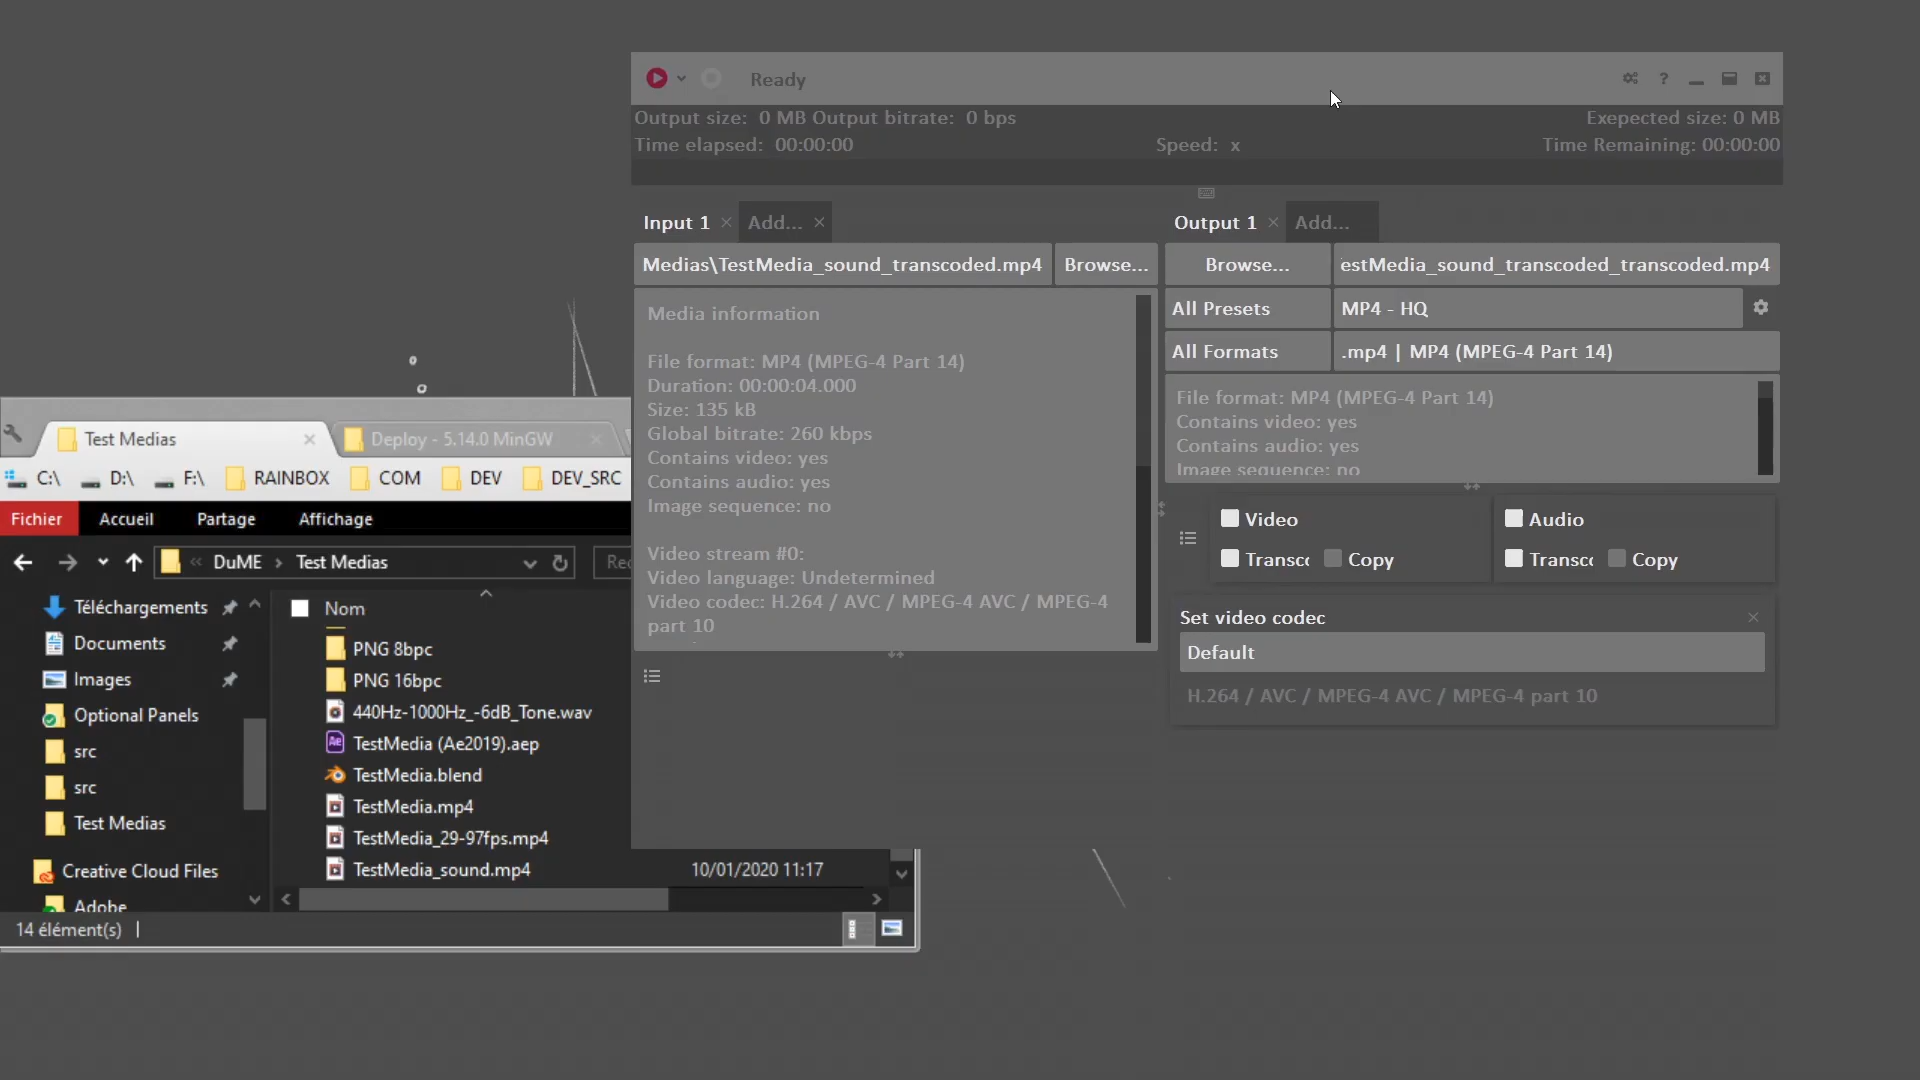 Ready
?
Output size: 0 MB Output bitrate: 0 bps
Exepected size: 0 MB
Time elapsed: 00:00:00
Speed: x
Time Remaining: 00:00:00
Input 1
Add...
Medias\TestMedia_sound_transcoded.mp4
Browse...
Media information
File format: MP4 (MPEG-4 Part 14)
Duration: 00:00:04.000
Size: 135 kB
Global bitrate: 260 kbps
Contains video: yes
Contains audio: yes
Image sequence: no
Video stream #0:
Video language: Undetermined
Video codec: H.264 / AVC / MPEG-4 AVC / MPEG-4
part 10
Output 1
Add...
Browse...
estMedia_sound_transcoded_transcoded.mp4
All Presets
MP4 - HQ
All Formats
.mp4 | MP4 (MPEG-4 Part 14)
File format: MP4 (MPEG-4 Part 14)
Contains video: yes
Contains audio: yes
Image sequence: no
Video
Transcc
Copy
Audio
Transcc
Copy
Set video codec
Default
H.264 / AVC / MPEG-4 AVC / MPEG-4 part 10
Test Medias
Deploy - 5.14.0 MinGW
C:\
D:\
F:\
RAINBOX
COM
DEV
DEV_SRC
Fichier
Accueil
Partage
Affichage
« DuME › Test Medias
Rec
Téléchargements
Documents
Images
Optional Panels
src
src
Test Medias
Creative Cloud Files
Adobe
Nom
PNG 8bpc
PNG 16bpc
440Hz-1000Hz_-6dB_Tone.wav
TestMedia (Ae2019).aep
TestMedia.blend
TestMedia.mp4
TestMedia_29-97fps.mp4
TestMedia_sound.mp4
10/01/2020 11:17
14 élément(s)